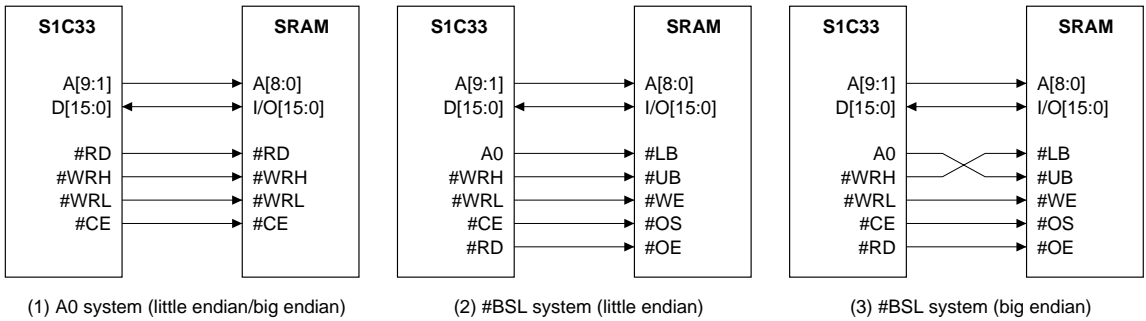 S1C33 SRAM S1C33 SRAM S1C33 SRAM
A[9:1] A[8:0] A[9:1] A[8:0] A[9:1] A[8:0]
D[15:0] I/O[15:0] D[15:0] I/O[15:0] D[15:0] I/O[15:0]
#RD #RD A0 #LB A0 #LB
#WRH #WRH #WRH #UB #WRH #UB
#WRL #WRL #WRL #WE #WRL #WE
#CE #CE #CE #OS #CE #OS
#RD #OE #RD #OE
(1) A0 system (little endian/big endian) (2) #BSL system (little endian) (3) #BSL system (big endian)